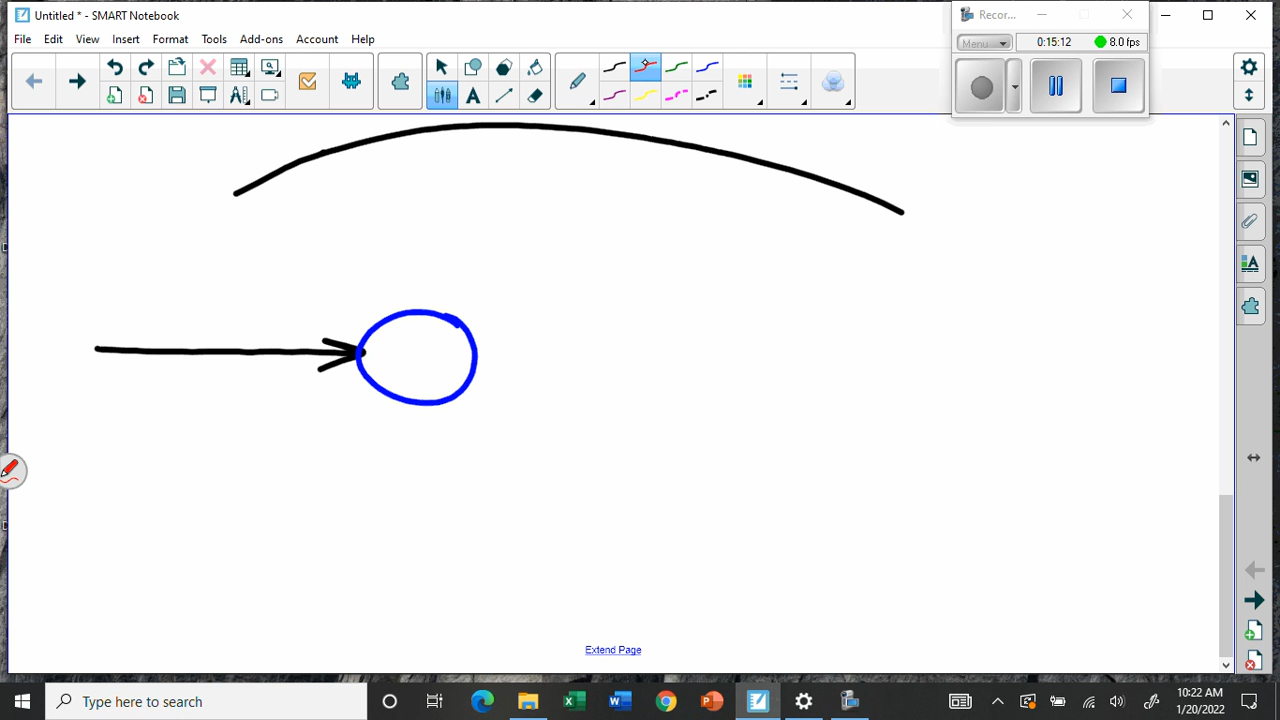 Untitled * - SMART Notebook
Recor...
File Edit View Insert Format Tools Add-ons Account Help
Menu
0:15:12
8.0 fps
Extend Page
Type here to search
10:22 AM
1/20/2022